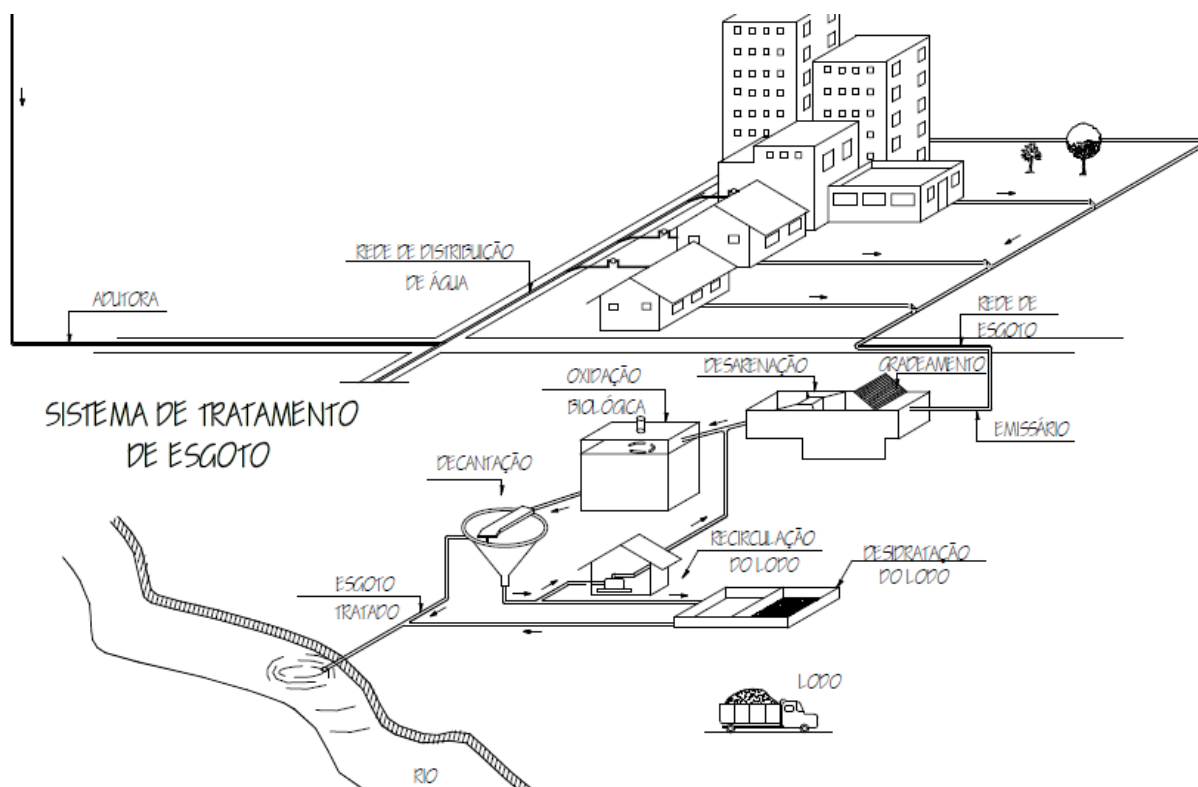 REDE DE DISTRIBUIÇÃO
DE ÁGUA
ADUTORA
REDE DE
ESGOTO
DESARENAÇÃO
GRADEAMENTO
OXIDAÇÃO
BIOLÓGICA
SISTEMA DE TRATAMENTO
DE ESGOTO
EMISSÁRIO
DECANTAÇÃO
RECIRCULAÇÃO
DO LODO
DESIDRATAÇÃO
DO LODO
ESGOTO
TRATADO
LODO
RIO